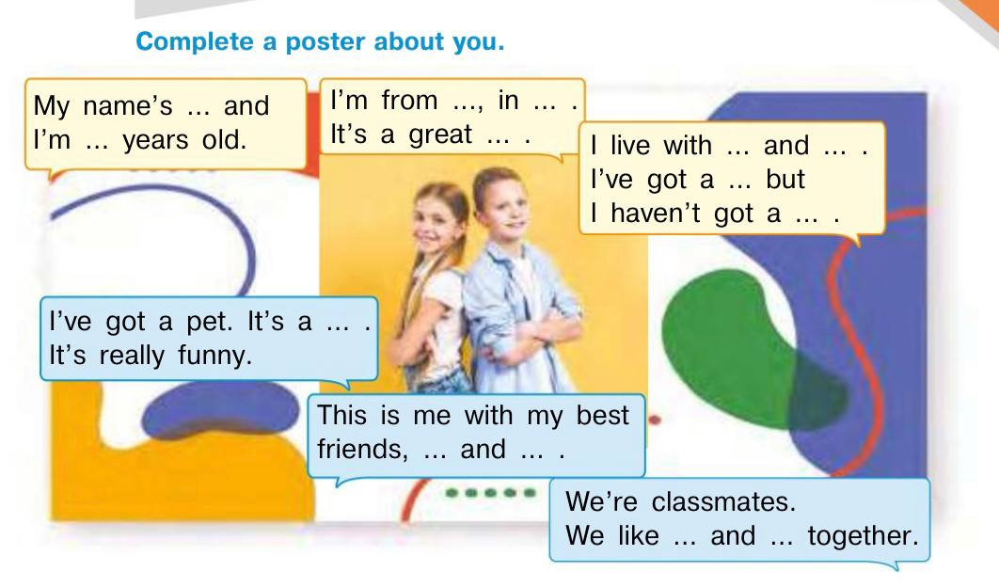 Complete a poster about you.
My name's ... and
I'm ... years old.
I'm from ..., in ... .
It's a great ... .
I live with ... and ... .
I've got a ... but
I haven't got a ... .
I've got a pet. It's a ... .
It's really funny.
This is me with my best
friends, ... and ... .
We're classmates.
We like ... and ... together.